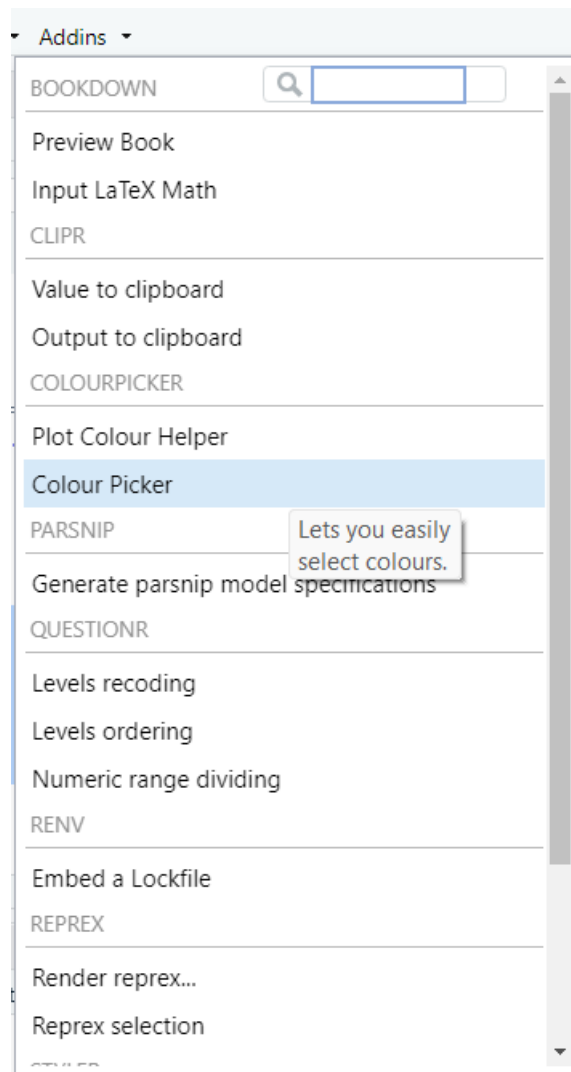 Addins
BOOKDOWN
Preview Book
Input LaTeX Math
CLIPR
Value to clipboard
Output to clipboard
COLOURPICKER
Plot Colour Helper
Colour Picker
PARSNIP
Lets you easily
select colours.
Generate parsnip model specifications
QUESTIONR
Levels recoding
Levels ordering
Numeric range dividing
RENV
Embed a Lockfile
REPREX
Render reprex...
Reprex selection